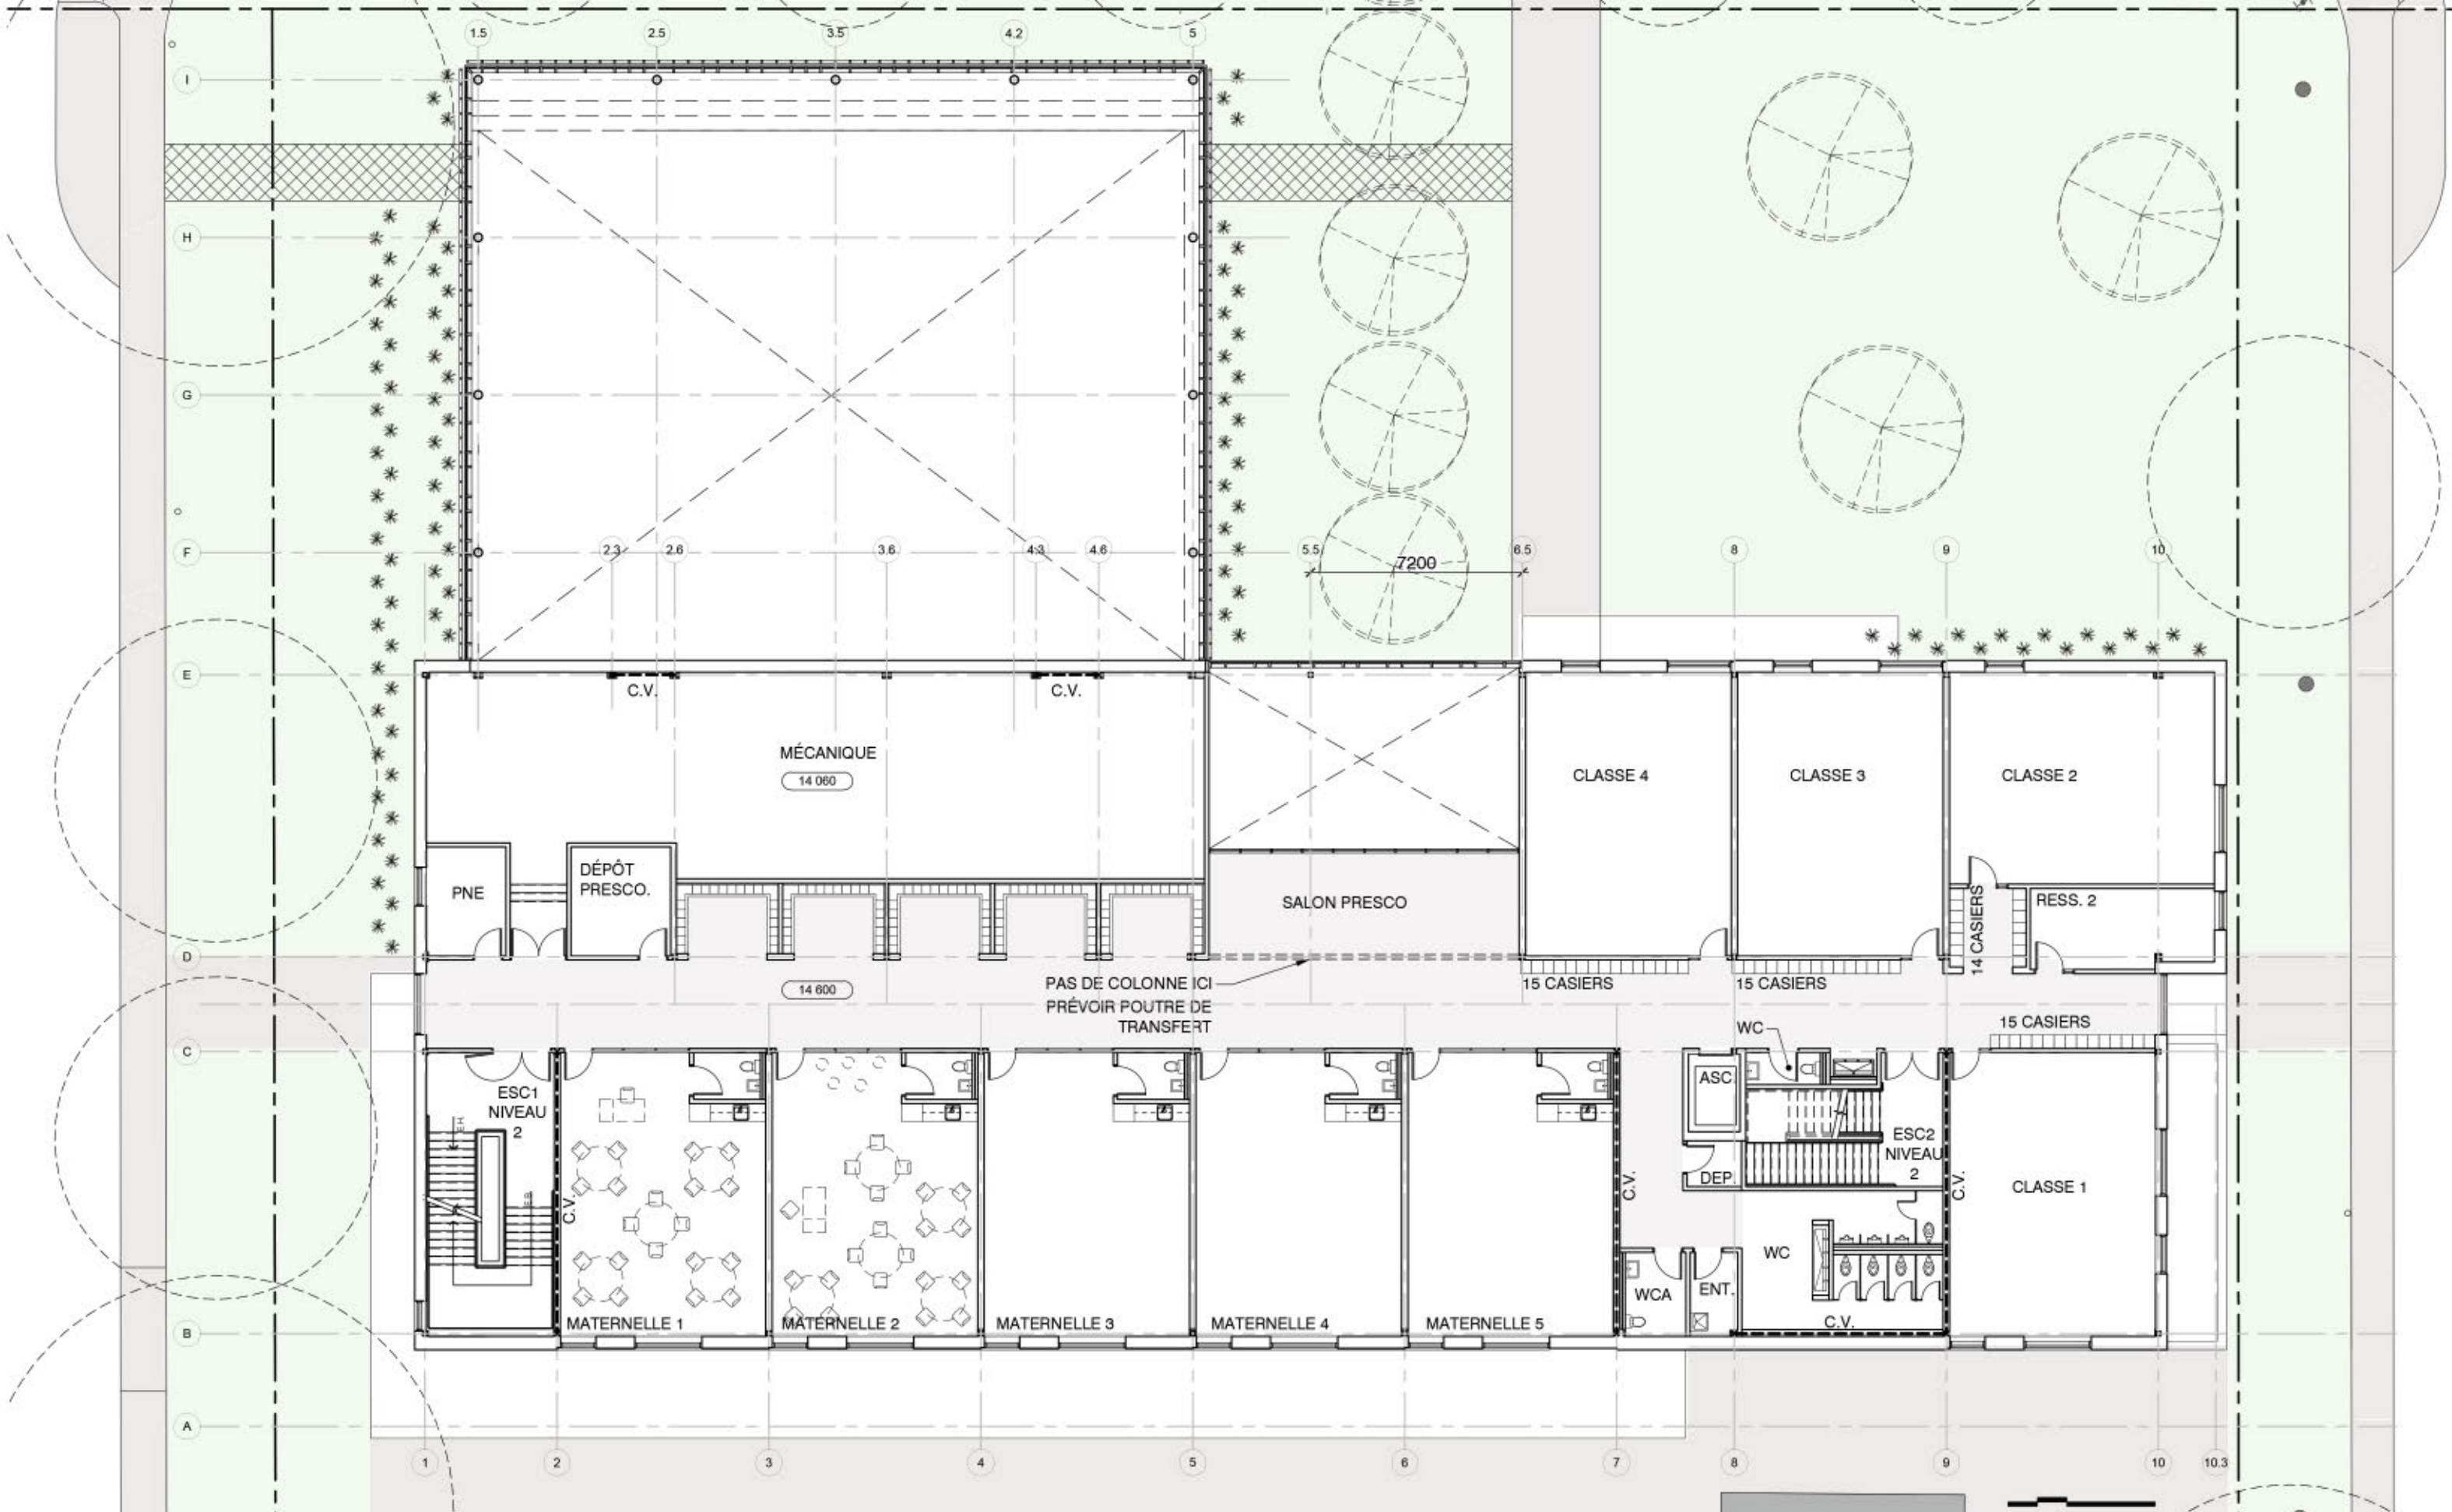 1.5 2.5 3.5 4.2 5
I
H
G
F
2.3 2.6 3.6 4.3 4.6 5.5 6.5 8 9 10
7200
E
C.V. C.V.
MÉCANIQUE
14 060
CLASSE 4 CLASSE 3 CLASSE 2
PNE
DÉPÔT
PRESCO.
SALON PRESCO
14 CASIERS
RESS. 2
D
14 600
PAS DE COLONNE ICI
PRÉVOIR POUTRE DE
TRANSFERT
15 CASIERS 15 CASIERS
WC
15 CASIERS
C
ESC1
NIVEAU
2
ASC.
ESC2
NIVEAU
2
DEP.
C.V.
C.V.
C.V.
CLASSE 1
WC
WCA
ENT.
C.V.
B
MATERNELLE 1 MATERNELLE 2 MATERNELLE 3 MATERNELLE 4 MATERNELLE 5
A
1 2 3 4 5 6 7 8 9 10 10.3